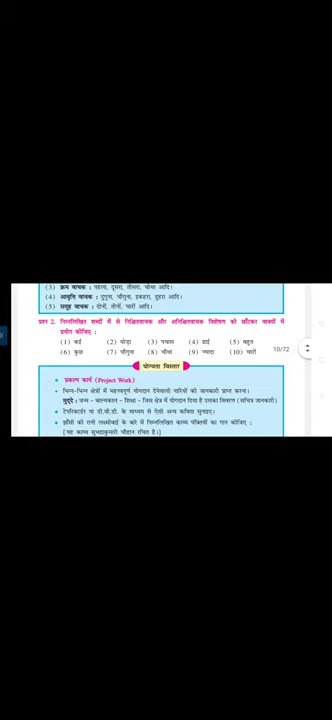 (3) क्रम वाचक : पहला, दूसरा, तीसरा, चौथा आदि।
(4) आवृत्ति वाचक : दुगुना, चौगुना, इकहरा, दुहरा आदि।
(5) समूह वाचक : दोनों, तीनों, चारों आदि।
प्रश्न 2. निम्नलिखित शब्दों में से निश्चितवाचक और अनिश्चितवाचक विशेषण को छाँटकर वाक्यों में
प्रयोग कीजिए :
(1) कई (2) थोड़ा (3) पचास (4) ढाई (5) बहुत
(6) कुछ (7) चौगुना (8) चौथा (9) ज्यादा (10) चारों
10/72
योग्यता विस्तार
• प्रकल्प कार्य (Project Work)
• भिन्न-भिन्न क्षेत्रों में महत्त्वपूर्ण योगदान देनेवाली नारियों की जानकारी प्राप्त करना।
मुद्दे : जन्म - बाल्यकाल - शिक्षा - जिस क्षेत्र में योगदान दिया है उसका विवरण (सचित्र जानकारी)
• टेपरिकार्डर या डी.वी.डी. के माध्यम से ऐसी अन्य कविता सुनाइए।
• झाँसी की रानी लक्ष्मीबाई के बारे में निम्नलिखित काव्य पंक्तियों का गान कीजिए :
[यह काव्य सुभद्राकुमारी चौहान रचित है।]